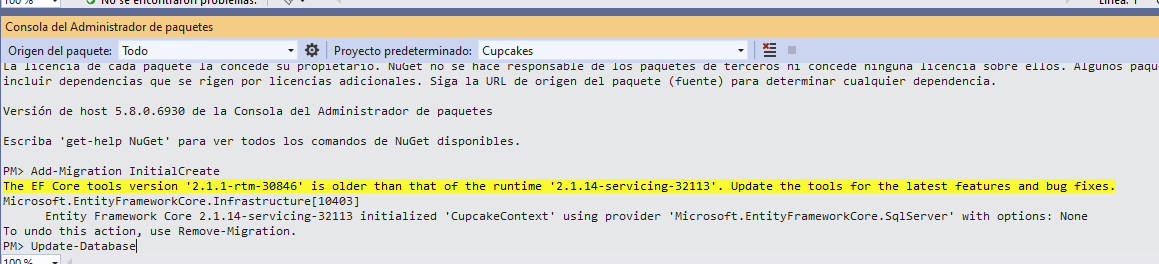 100 %
No se encontraron problemas.
Línea: 1
Consola del Administrador de paquetes
Origen del paquete: Todo
Proyecto predeterminado: Cupcakes
La licencia de cada paquete la concede su propietario. NuGet no se hace responsable de los paquetes de terceros ni concede ninguna licencia sobre ellos. Algunos paqu
incluir dependencias que se rigen por licencias adicionales. Siga la URL de origen del paquete (fuente) para determinar cualquier dependencia.
Versión de host 5.8.0.6930 de la Consola del Administrador de paquetes
Escriba 'get-help NuGet' para ver todos los comandos de NuGet disponibles.
PM> Add-Migration InitialCreate
The EF Core tools version '2.1.1-rtm-30846' is older than that of the runtime '2.1.14-servicing-32113'. Update the tools for the latest features and bug fixes.
Microsoft.EntityFrameworkCore.Infrastructure[10403]
Entity Framework Core 2.1.14-servicing-32113 initialized 'CupcakeContext' using provider 'Microsoft.EntityFrameworkCore.SqlServer' with options: None
To undo this action, use Remove-Migration.
PM> Update-Database
100 %